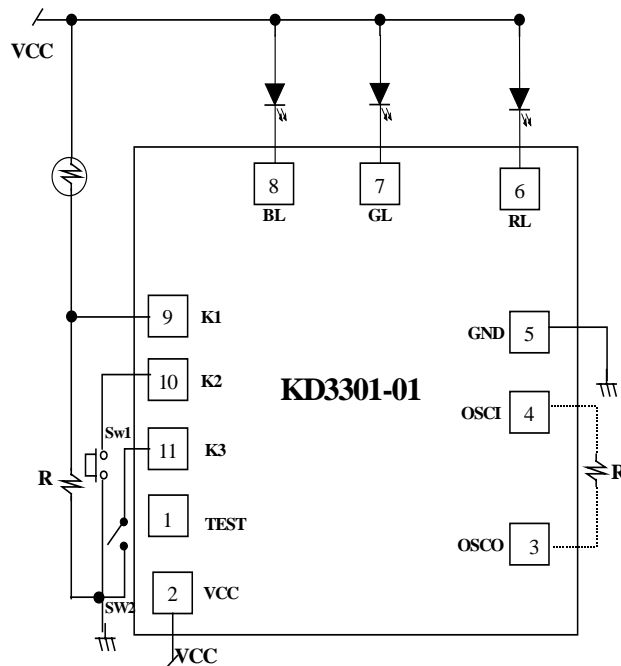 VCC
8
BL
7
GL
6
RL
9 K1
GND 5
10 K2
KD3301-01
OSCI 4
Sw1
11 K3
R
R
1 TEST
OSCO 3
SW2
2 VCC
VCC